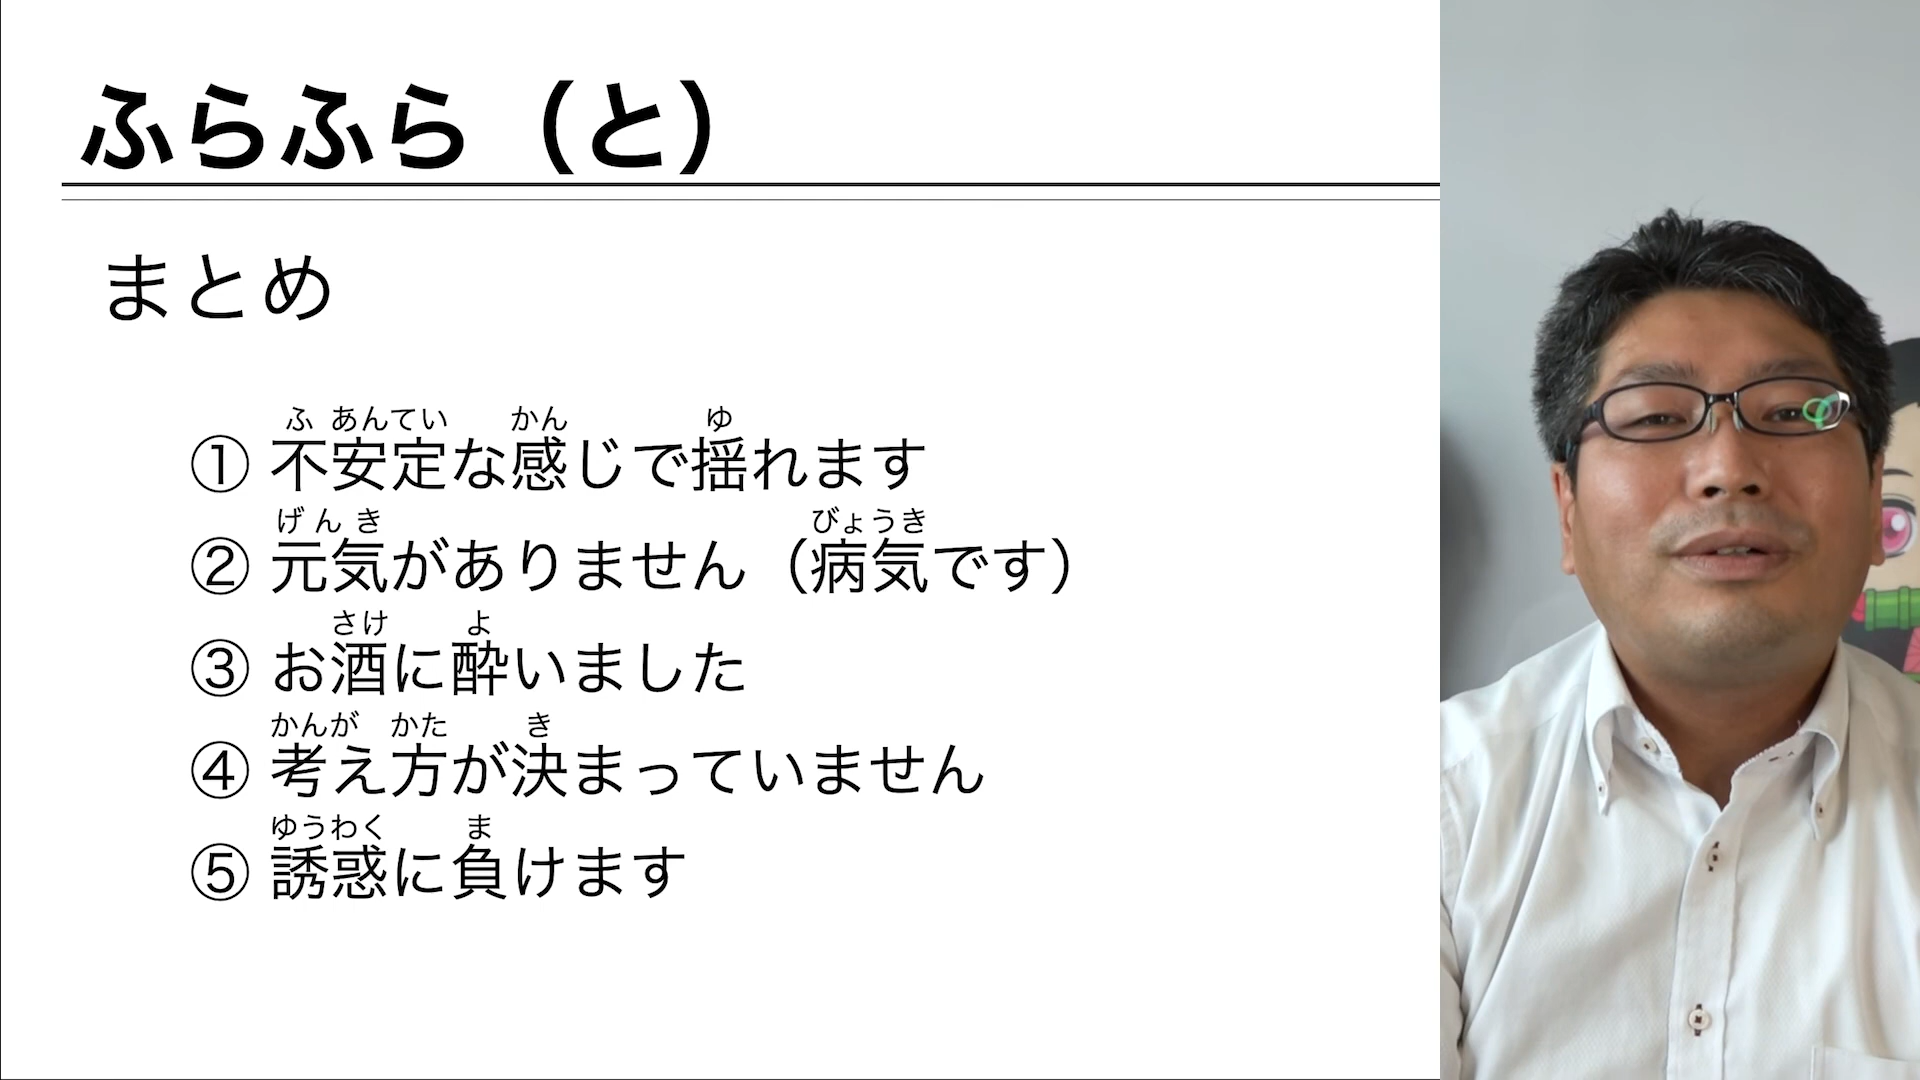 ふらふら（と）
まとめ
ふ あんてい かん ゆ
① 不安定な感じで揺れます
げんき びょうき
② 元気がありません（病気です）
さけ よ
③ お酒に酔いました
かんが かた き
④ 考え方が決まっていません
ゆうわく ま
⑤ 誘惑に負けます